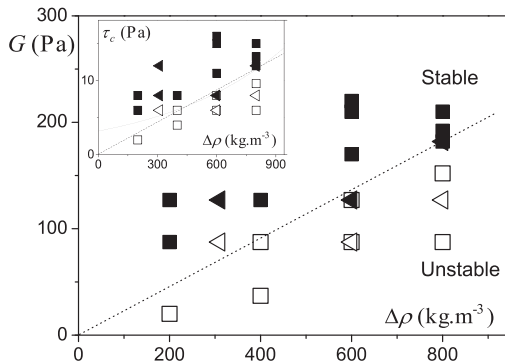 300
G (Pa)
200
100
0
0 200 400 600 800
Δρ (kg.m⁻³)
Stable
Unstable
τc (Pa)
10
0
0 300 600 900
Δρ (kg.m⁻³)